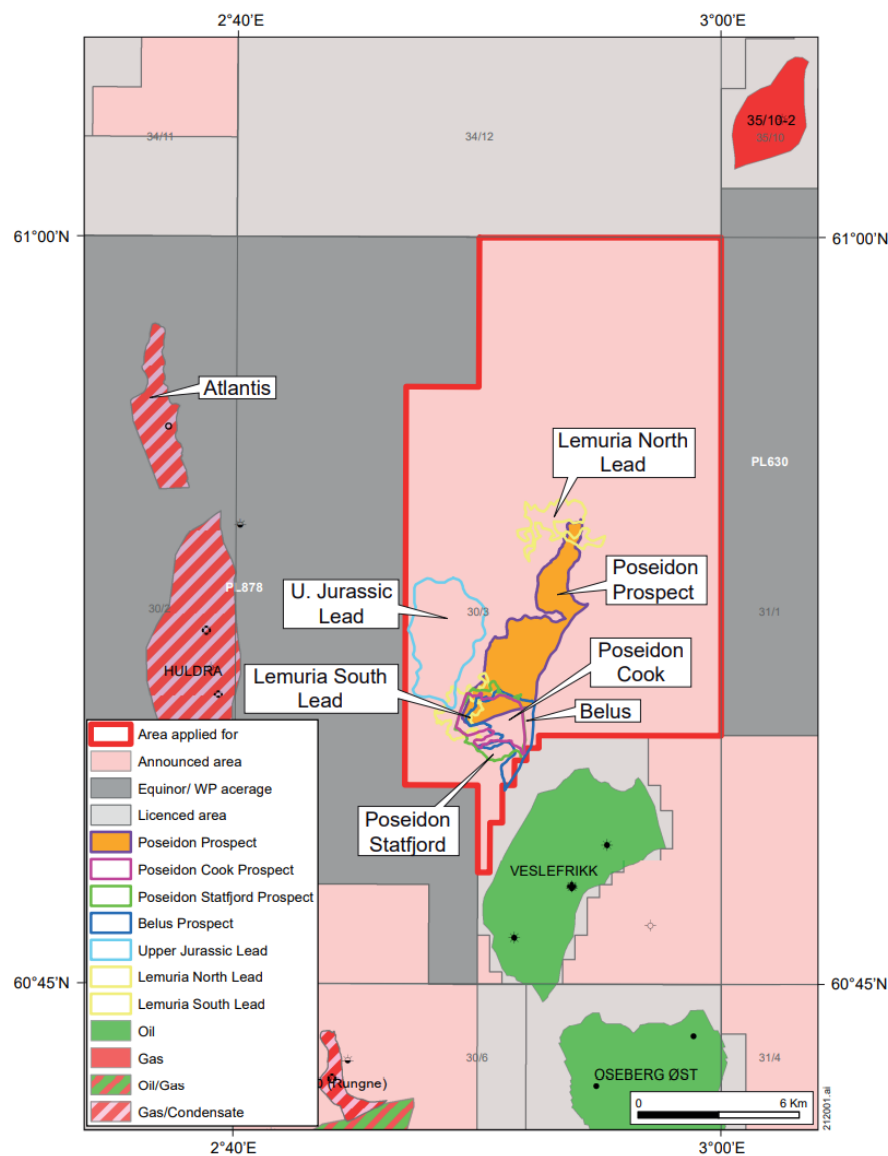 2°40'E
3°00'E
34/11
34/12
35/10-2
35/10
61°00'N
61°00'N
Atlantis
Lemuria North
Lead
PL630
Poseidon
Prospect
U. Jurassic
Lead
PL878
30/2
30/3
31/1
HULDRA
Poseidon
Cook
Lemuria South
Lead
Belus
Poseidon
Statfjord
Area applied for
Announced area
Equinor/ WP acerage
Licenced area
Poseidon Prospect
Poseidon Cook Prospect
Poseidon Statfjord Prospect
Belus Prospect
Upper Jurassic Lead
Lemuria North Lead
Lemuria South Lead
Oil
Gas
Oil/Gas
Gas/Condensate
VESLEFRIKK
60°45'N
60°45'N
30/6
31/4
(Rungne)
OSEBERG ØST
0
6 Km
212001.ai
2°40'E
3°00'E